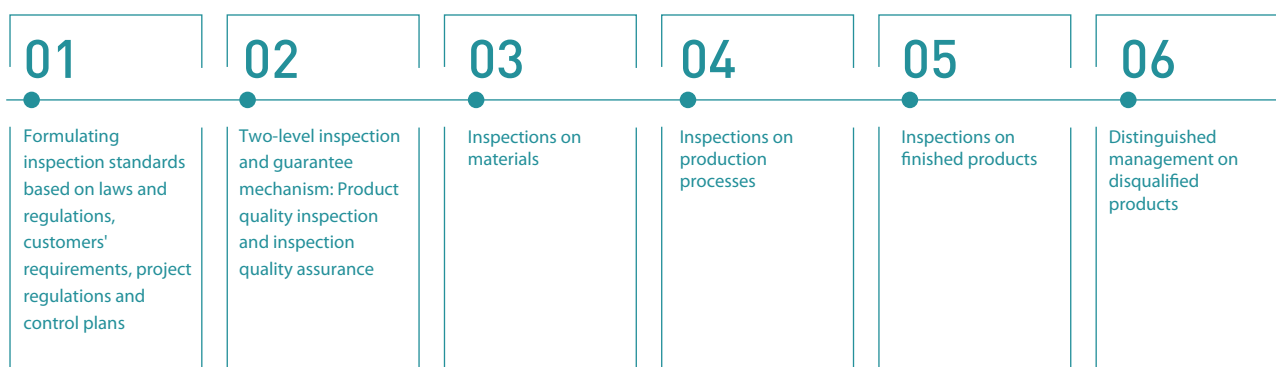 01
Formulating
inspection standards
based on laws and
regulations,
customers'
requirements, project
regulations and
control plans
02
Two-level inspection
and guarantee
mechanism: Product
quality inspection
and inspection
quality assurance
03
Inspections on
materials
04
Inspections on
production
processes
05
Inspections on
finished products
06
Distinguished
management on
disqualified
products